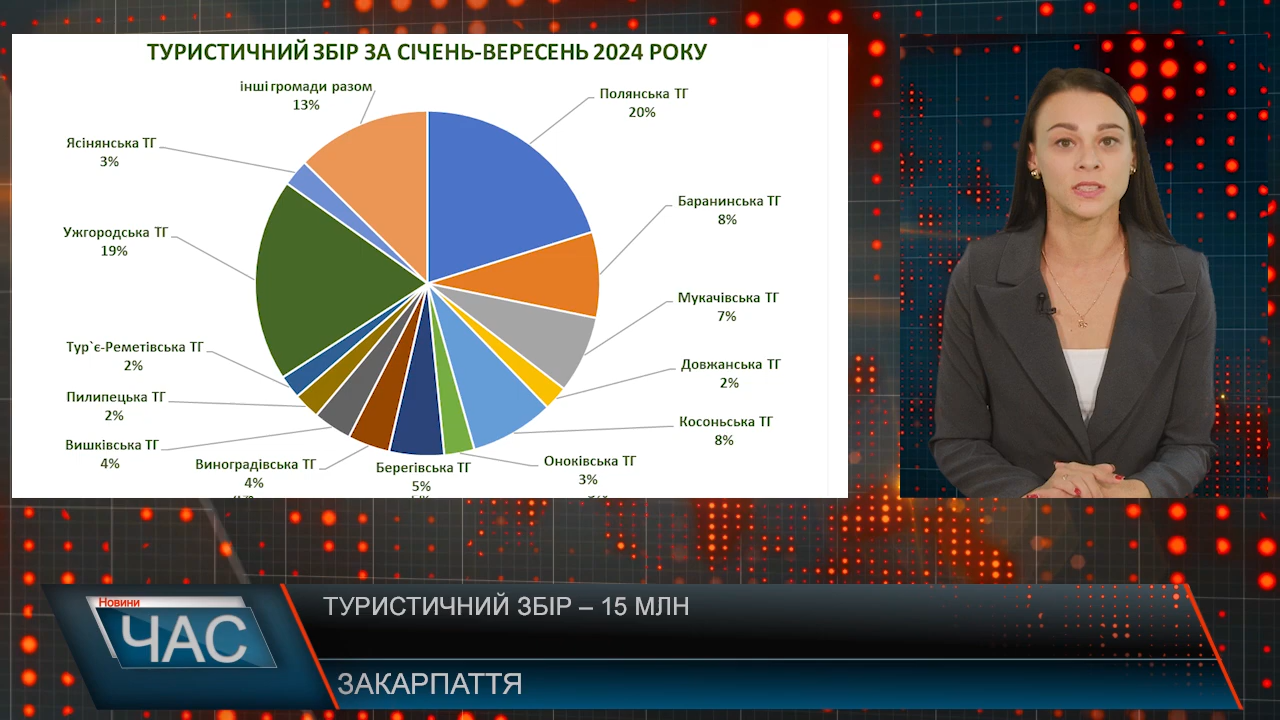 ТУРИСТИЧНИЙ ЗБІР ЗА СІЧЕНЬ-ВЕРЕСЕНЬ 2024 РОКУ
інші громади разом
13%
Полянська ТГ
20%
Ясінянська ТГ
3%
Баранинська ТГ
8%
Ужгородська ТГ
19%
Мукачівська ТГ
7%
Тур`є-Реметівська ТГ
2%
Довжанська ТГ
2%
Пилипецька ТГ
2%
Косоньська ТГ
8%
Вишківська ТГ
4%
Виноградівська ТГ
4%
Берегівська ТГ
5%
Оноківська ТГ
3%
Новини
ЧАС
ТУРИСТИЧНИЙ ЗБІР – 15 МЛН
ЗАКАРПАТТЯ